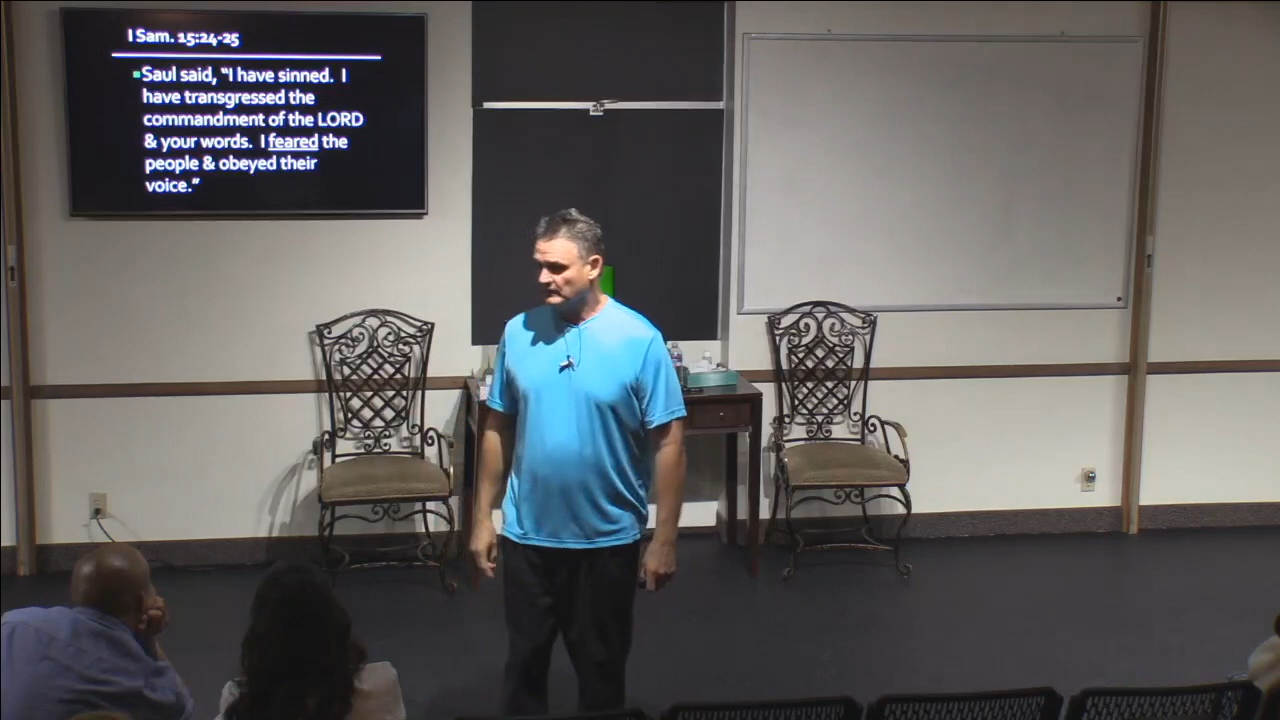 I Sam. 15:24-25
Saul said, “I have sinned. I
have transgressed the
commandment of the LORD
& your words. I feared the
people & obeyed their
voice.”